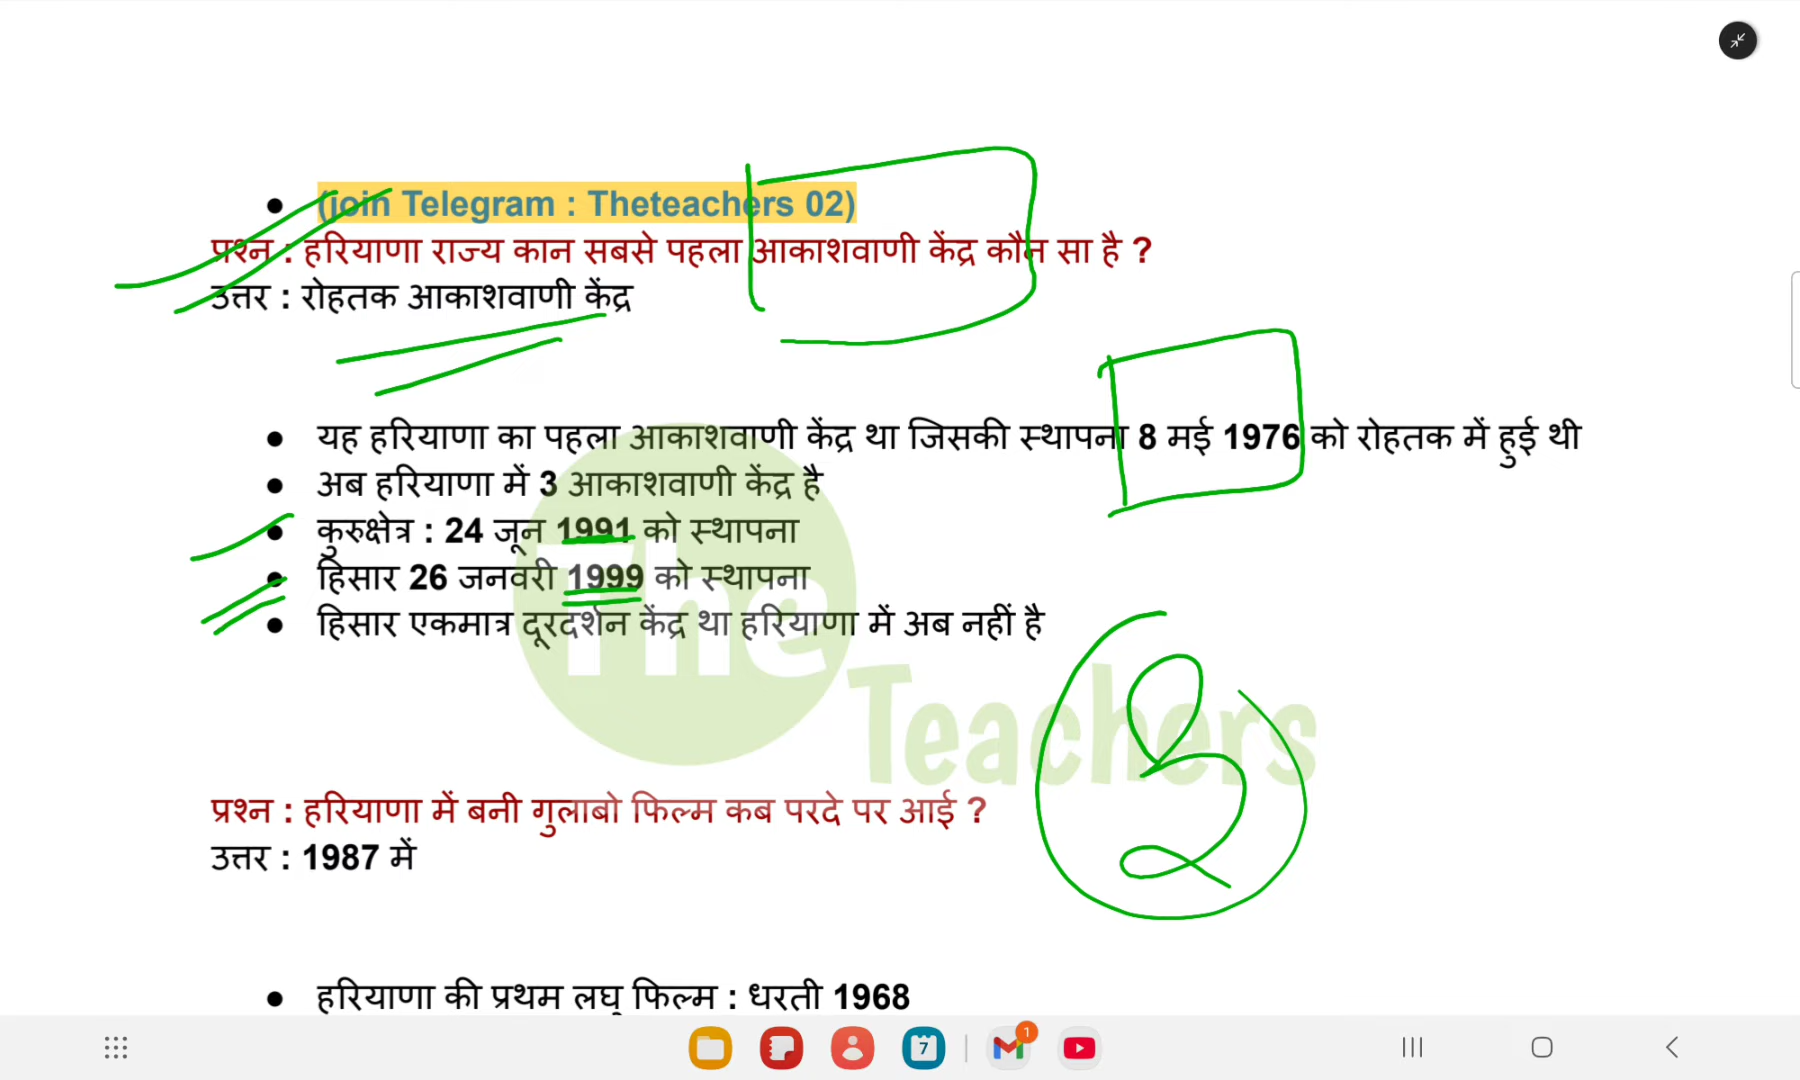 (join Telegram : Theteachers 02)
प्रश्न : हरियाणा राज्य कान सबसे पहला आकाशवाणी केंद्र कौन सा है ?
उत्तर : रोहतक आकाशवाणी केंद्र
यह हरियाणा का पहला आकाशवाणी केंद्र था जिसकी स्थापना 8 मई 1976 को रोहतक में हुई थी
अब हरियाणा में 3 आकाशवाणी केंद्र है
कुरुक्षेत्र : 24 जून 1991 को स्थापना
हिसार 26 जनवरी 1999 को स्थापना
हिसार एकमात्र दूरदर्शन केंद्र था हरियाणा में अब नहीं है
The
Teachers
3
प्रश्न : हरियाणा में बनी गुलाबो फिल्म कब परदे पर आई ?
उत्तर : 1987 में
हरियाणा की प्रथम लघु फिल्म : धरती 1968
7
1